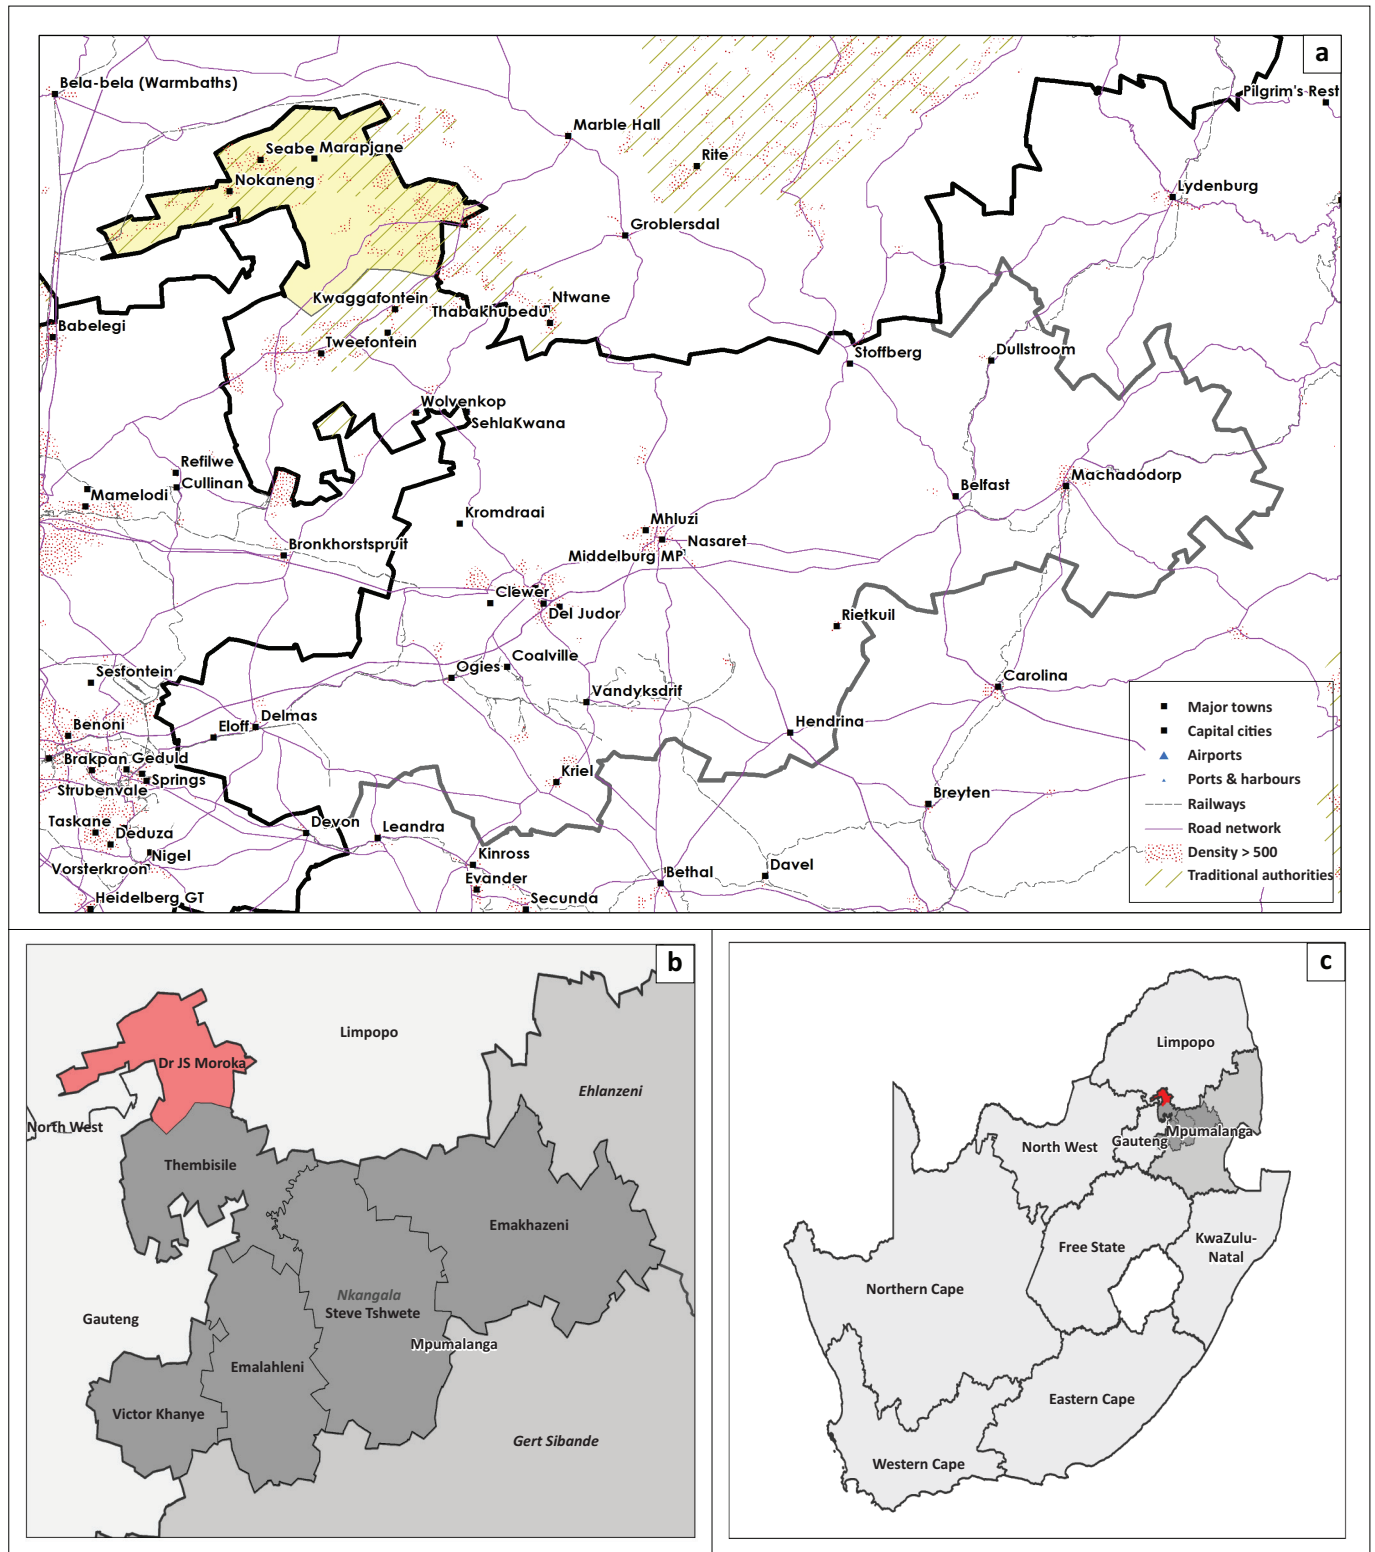 a
Bela-bela (Warmbaths)
Pilgrim's Rest
Marble Hall
Seabe
Marapjane
Rite
Nokaneng
Lydenburg
Groblersdal
Kwaggafontein
Ntwane
Thabakhubedu
Babelegi
Tweefontein
Stoffberg
Dullstroom
Wolvenkop
SehlaKwana
Refilwe
Cullinan
Mamelodi
Machadodorp
Belfast
Kromdraai
Mhluzi
Nasaret
Bronkhorstspruit
Middelburg MP
Clewer
Del Judor
Rietkuil
Sesfontein
Ogies
Coalville
Carolina
Vandyksdrif
Benoni
Eloff
Delmas
Hendrina
Brakpan
Geduld
Springs
Strubenvale
Kriel
Breyten
Taskane
Deduza
Devon
Leandra
Nigel
Vorsterkroon
Kinross
Evander
Bethal
Davel
Heidelberg GT
Secunda
Major towns
Capital cities
Airports
Ports & harbours
Railways
Road network
Density > 500
Traditional authorities
b
Limpopo
Dr JS Moroka
Ehlanzeni
North West
Thembisile
Emakhazeni
Nkangala
Steve Tshwete
Gauteng
Mpumalanga
Emalahleni
Victor Khanye
Gert Sibande
c
Limpopo
Mpumalanga
Gauteng
North West
Free State
KwaZulu-
Natal
Northern Cape
Eastern Cape
Western Cape